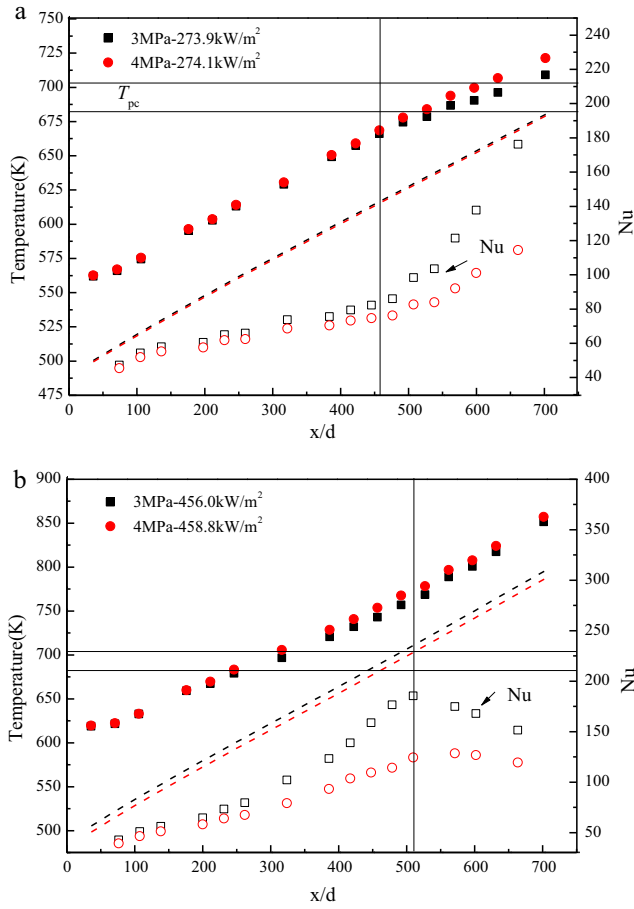 a
750
725
700
675
650
625
600
575
550
525
500
475
Temperature(K)
3MPa-273.9kW/m²
4MPa-274.1kW/m²
T_pc
Nu
240
220
200
180
160
140
120
100
80
60
40
Nu
0 100 200 300 400 500 600 700
x/d
b
900
850
800
750
700
650
600
550
500
Temperature(K)
3MPa-456.0kW/m²
4MPa-458.8kW/m²
Nu
400
350
300
250
200
150
100
50
Nu
0 100 200 300 400 500 600 700
x/d